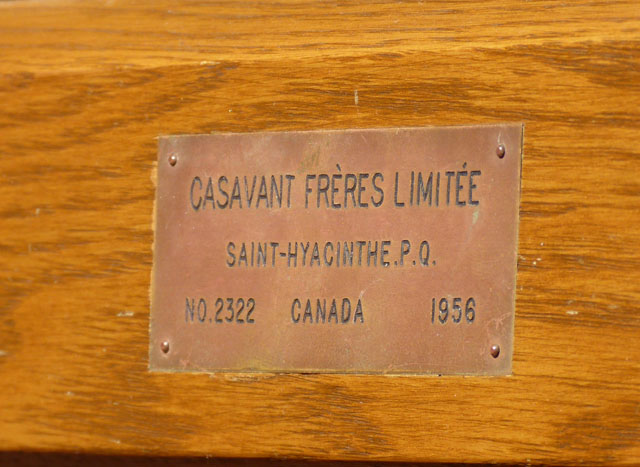 CASAVANT FRÈRES LIMITÉE
SAINT-HYACINTHE.P.Q.
NO.2322 CANADA 1956